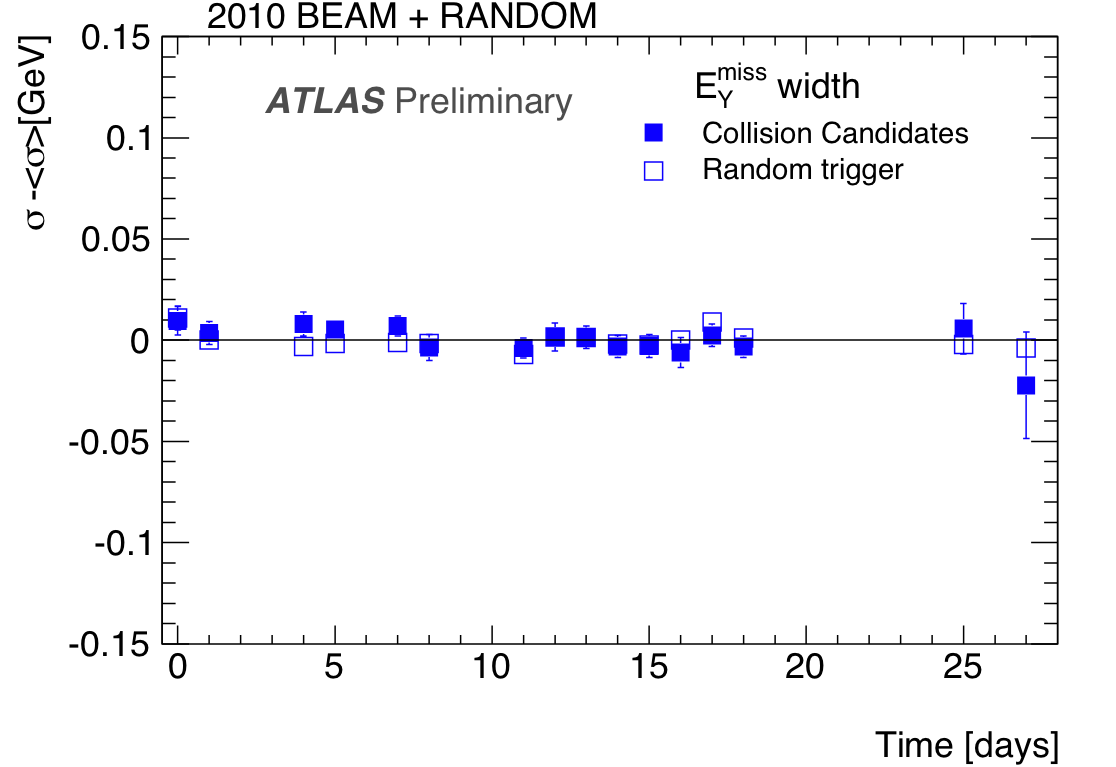 2010 BEAM + RANDOM
σ -<σ>[GeV]
ATLAS Preliminary
E_Y^miss width
Collision Candidates
Random trigger
0.15
0.1
0.05
0
-0.05
-0.1
-0.15
0 5 10 15 20 25
Time [days]